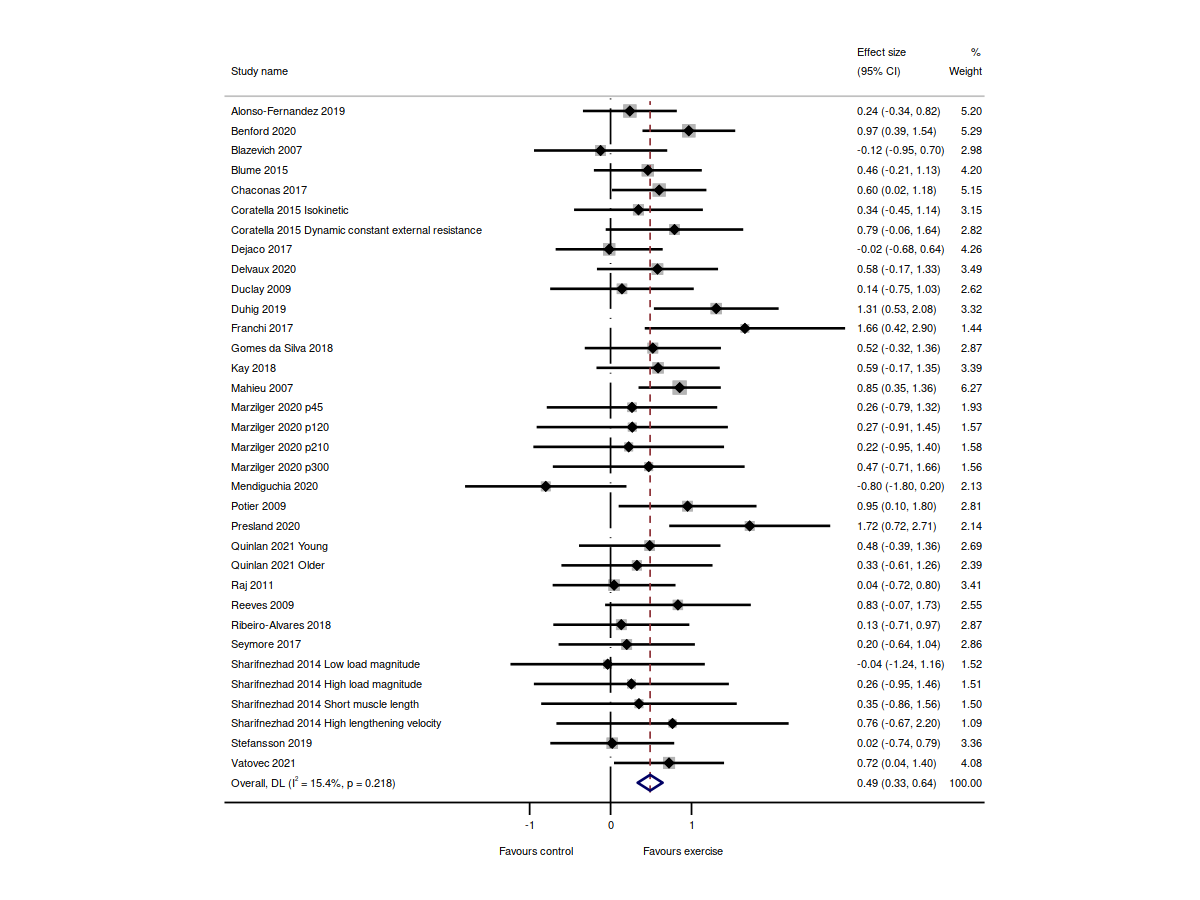 Effect size %
Study name (95% CI) Weight
Alonso-Fernandez 2019 0.24 (-0.34, 0.82) 5.20
Benford 2020 0.97 (0.39, 1.54) 5.29
Blazevich 2007 -0.12 (-0.95, 0.70) 2.98
Blume 2015 0.46 (-0.21, 1.13) 4.20
Chaconas 2017 0.60 (0.02, 1.18) 5.15
Coratella 2015 Isokinetic 0.34 (-0.45, 1.14) 3.15
Coratella 2015 Dynamic constant external resistance 0.79 (-0.06, 1.64) 2.82
Dejaco 2017 -0.02 (-0.68, 0.64) 4.26
Delvaux 2020 0.58 (-0.17, 1.33) 3.49
Duclay 2009 0.14 (-0.75, 1.03) 2.62
Duhig 2019 1.31 (0.53, 2.08) 3.32
Franchi 2017 1.66 (0.42, 2.90) 1.44
Gomes da Silva 2018 0.52 (-0.32, 1.36) 2.87
Kay 2018 0.59 (-0.17, 1.35) 3.39
Mahieu 2007 0.85 (0.35, 1.36) 6.27
Marzilger 2020 p45 0.26 (-0.79, 1.32) 1.93
Marzilger 2020 p120 0.27 (-0.91, 1.45) 1.57
Marzilger 2020 p210 0.22 (-0.95, 1.40) 1.58
Marzilger 2020 p300 0.47 (-0.71, 1.66) 1.56
Mendiguchia 2020 -0.80 (-1.80, 0.20) 2.13
Potier 2009 0.95 (0.10, 1.80) 2.81
Presland 2020 1.72 (0.72, 2.71) 2.14
Quinlan 2021 Young 0.48 (-0.39, 1.36) 2.69
Quinlan 2021 Older 0.33 (-0.61, 1.26) 2.39
Raj 2011 0.04 (-0.72, 0.80) 3.41
Reeves 2009 0.83 (-0.07, 1.73) 2.55
Ribeiro-Alvares 2018 0.13 (-0.71, 0.97) 2.87
Seymore 2017 0.20 (-0.64, 1.04) 2.86
Sharifnezhad 2014 Low load magnitude -0.04 (-1.24, 1.16) 1.52
Sharifnezhad 2014 High load magnitude 0.26 (-0.95, 1.46) 1.51
Sharifnezhad 2014 Short muscle length 0.35 (-0.86, 1.56) 1.50
Sharifnezhad 2014 High lengthening velocity 0.76 (-0.67, 2.20) 1.09
Stefansson 2019 0.02 (-0.74, 0.79) 3.36
Vatovec 2021 0.72 (0.04, 1.40) 4.08
Overall, DL (I² = 15.4%, p = 0.218) 0.49 (0.33, 0.64) 100.00
-1 0 1
Favours control Favours exercise